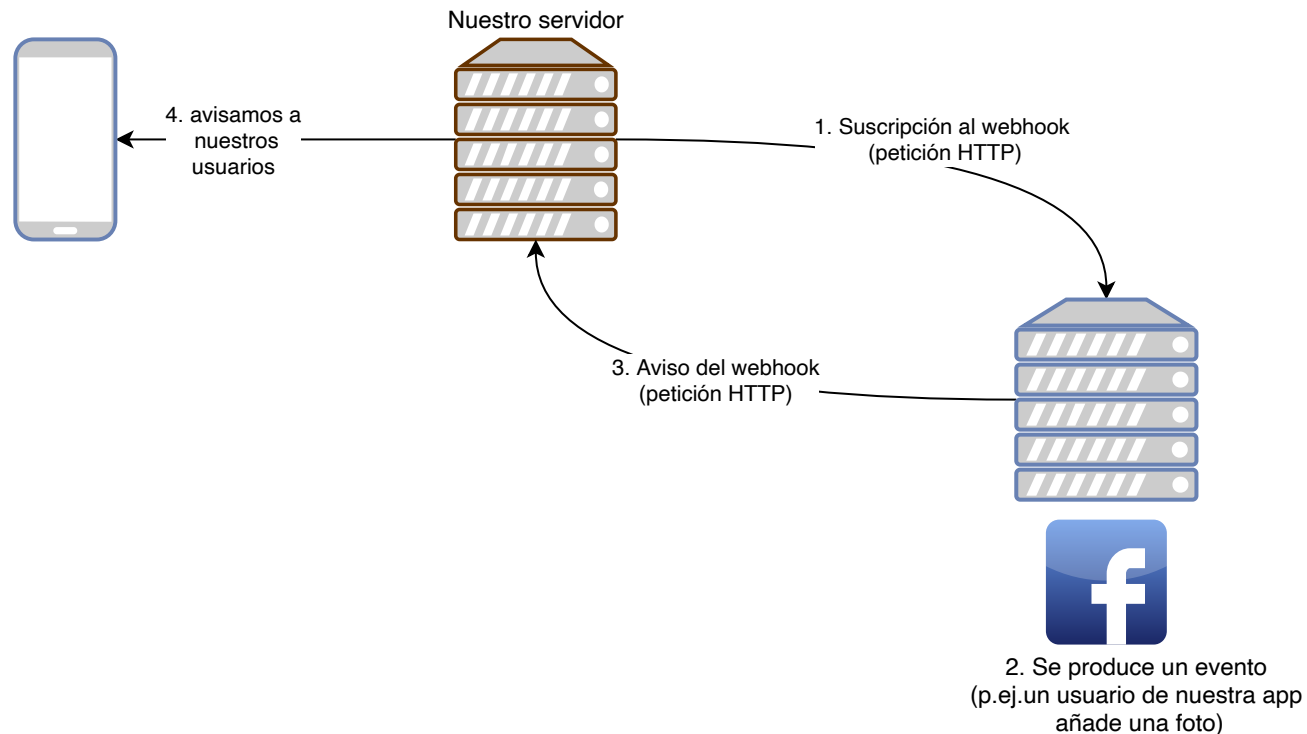 Nuestro servidor
4. avisamos a
nuestros
usuarios
1. Suscripción al webhook
(petición HTTP)
3. Aviso del webhook
(petición HTTP)
f
2. Se produce un evento
(p.ej.un usuario de nuestra app
añade una foto)